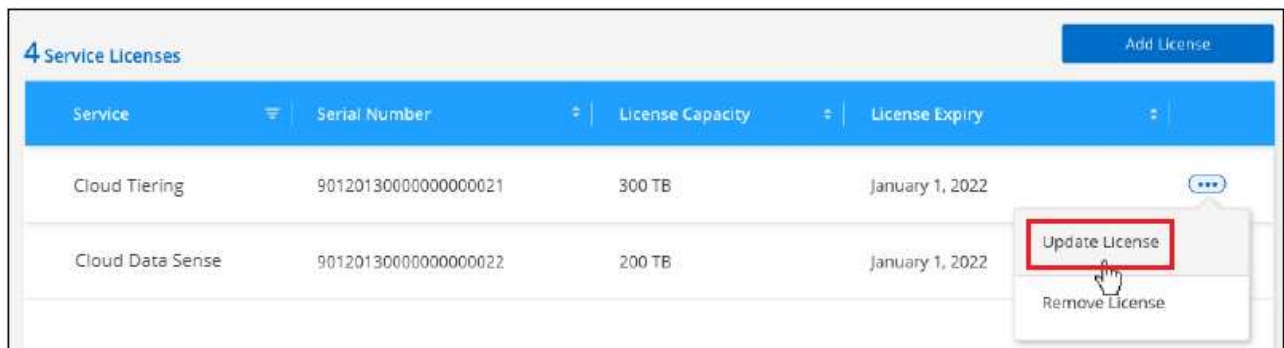 4 Service Licenses
Add License
Service Serial Number License Capacity License Expiry
Cloud Tiering 90120130000000000021 300 TB January 1, 2022
Update License
Cloud Data Sense 90120130000000000022 200 TB January 1, 2022
Remove License